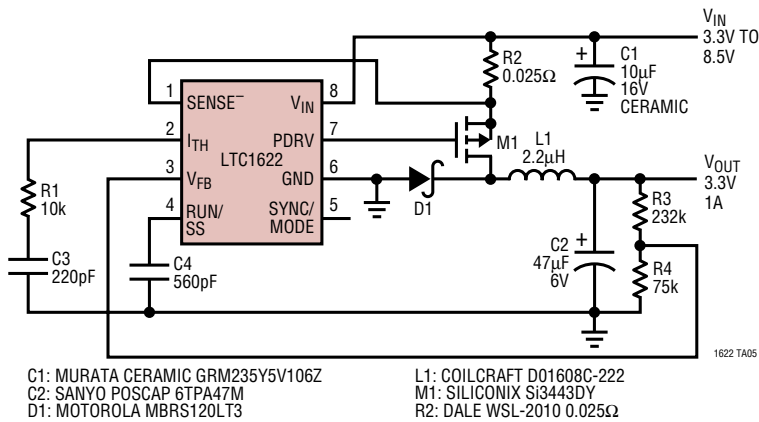 VIN
3.3V TO
8.5V
R2
0.025Ω
+ C1
10µF
16V
CERAMIC
1 SENSE– VIN 8
2 ITH PDRV 7
LTC1622
3 VFB GND 6
4 RUN/
SS
SYNC/
MODE 5
M1
L1
2.2µH
D1
VOUT
3.3V
1A
R1
10k
C3
220pF
C4
560pF
C2 +
47µF
6V
R3
232k
R4
75k
1622 TA05
C1: MURATA CERAMIC GRM235Y5V106Z
C2: SANYO POSCAP 6TPA47M
D1: MOTOROLA MBRS120LT3
L1: COILCRAFT D01608C-222
M1: SILICONIX Si3443DY
R2: DALE WSL-2010 0.025Ω